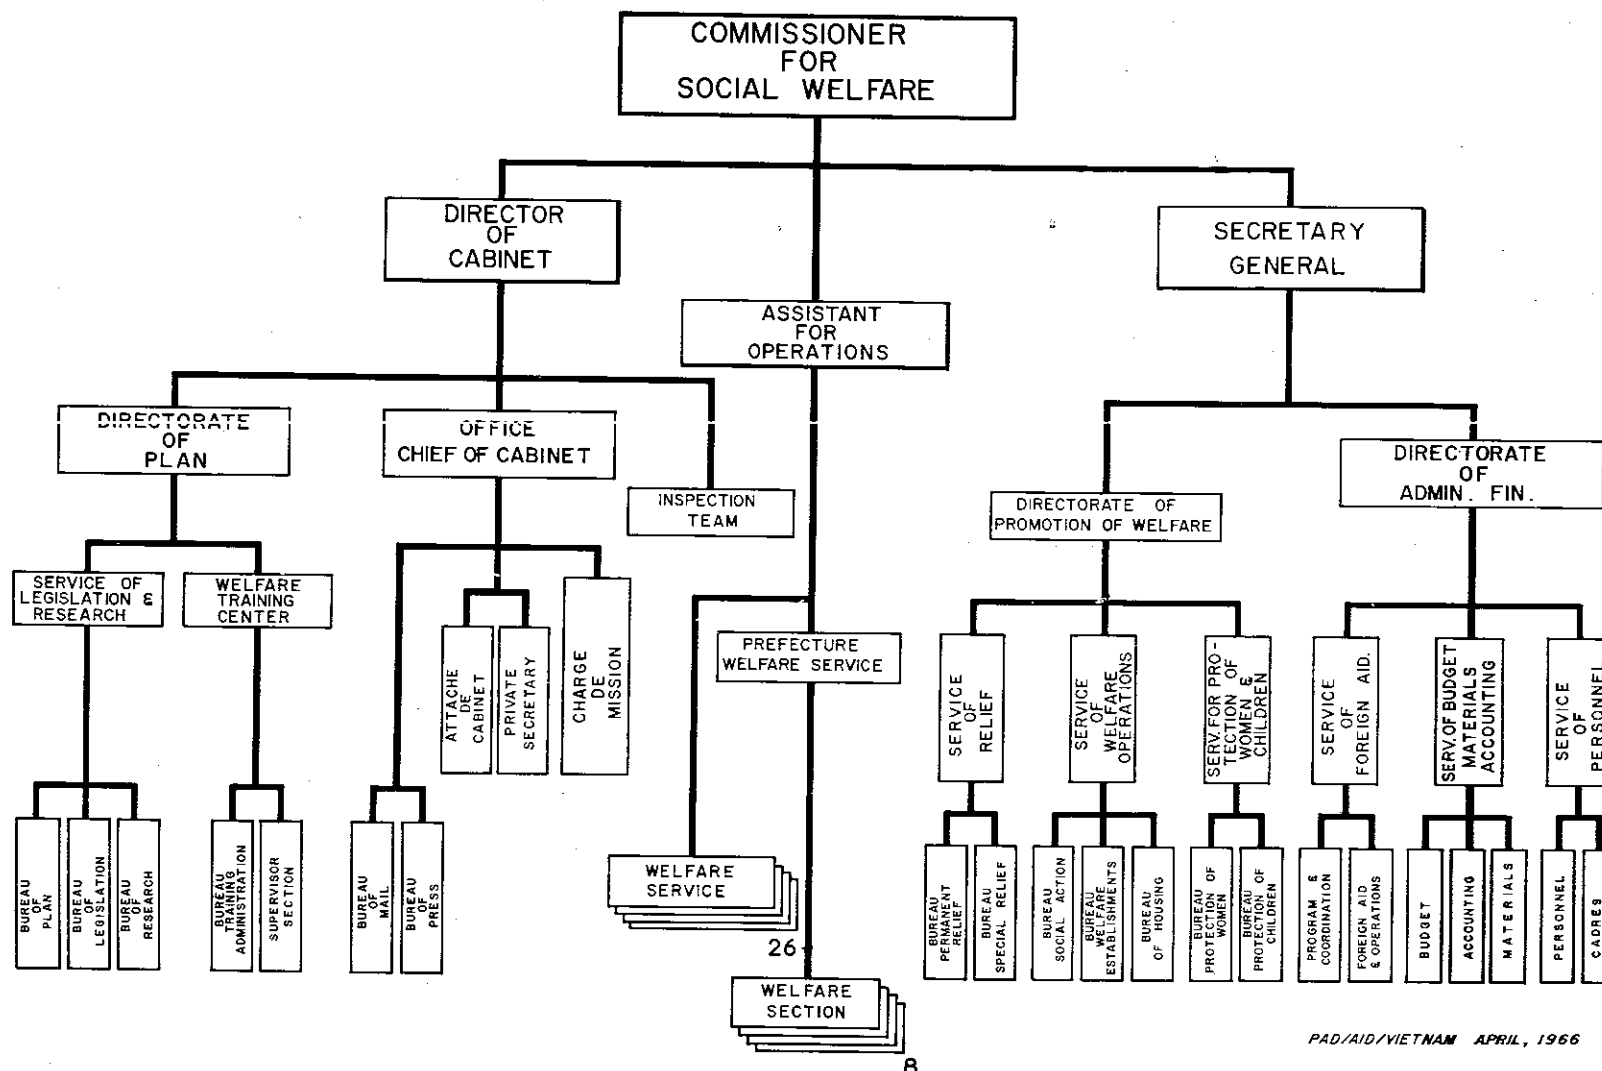 COMMISSIONER
FOR
SOCIAL WELFARE
DIRECTOR
OF
CABINET
SECRETARY
GENERAL
ASSISTANT
FOR
OPERATIONS
DIRECTORATE
OF
PLAN
OFFICE
CHIEF OF CABINET
INSPECTION
TEAM
DIRECTORATE OF
PROMOTION OF WELFARE
DIRECTORATE
OF
ADMIN. FIN.
SERVICE OF
LEGISLATION &
RESEARCH
WELFARE
TRAINING
CENTER
ATTACHE
DE
CABINET
PRIVATE
SECRETARY
CHARGE
DE
MISSION
PREFECTURE
WELFARE SERVICE
SERVICE
OF
RELIEF
SERVICE
OF
WELFARE
OPERATIONS
SERV. FOR PRO-
TECTION OF
WOMEN &
CHILDREN
SERVICE
OF
FOREIGN AID.
SERV. OF BUDGET
MATERIALS
ACCOUNTING
SERVICE
OF
PERSONNEL
BUREAU
OF
PLAN
BUREAU
OF
LEGISLATION
BUREAU
OF
RESEARCH
BUREAU
TRAINING
ADMINISTRATION
SUPERVISOR
SECTION
BUREAU
OF
MAIL
BUREAU
OF
PRESS
WELFARE
SERVICE
26
WELFARE
SECTION
8
BUREAU
PERMANENT
RELIEF
BUREAU
SPECIAL RELIEF
BUREAU
SOCIAL ACTION
BUREAU
WELFARE
ESTABLISHMENTS
BUREAU
OF HOUSING
BUREAU
PROTECTION OF
WOMEN
BUREAU OF
PROTECTION OF
CHILDREN
PROGRAM &
COORDINATION
FOREIGN AID
& OPERATIONS
BUDGET
ACCOUNTING
MATERIALS
PERSONNEL
CADRES
PAD/AID/VIETNAM APRIL, 1966